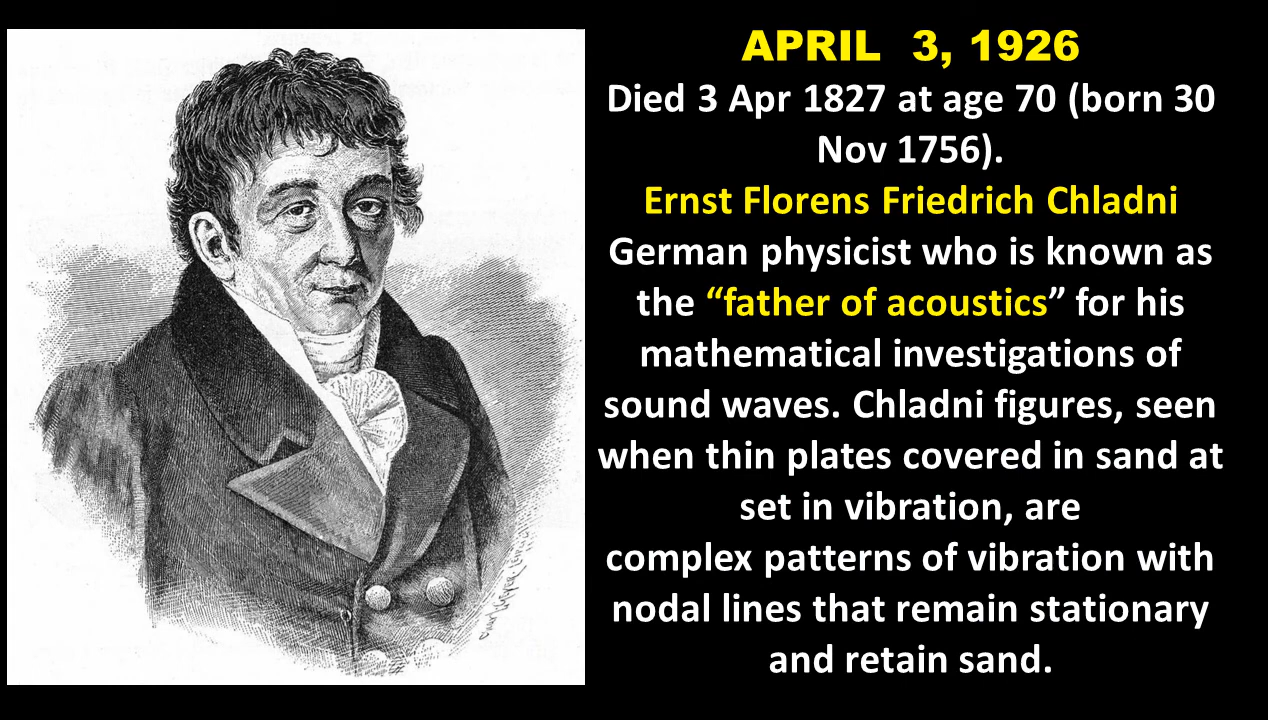 APRIL  3, 1926
Died 3 Apr 1827 at age 70 (born 30
Nov 1756).
Ernst Florens Friedrich Chladni
German physicist who is known as
the “father of acoustics” for his
mathematical investigations of
sound waves. Chladni figures, seen
when thin plates covered in sand at
set in vibration, are
complex patterns of vibration with
nodal lines that remain stationary
and retain sand.